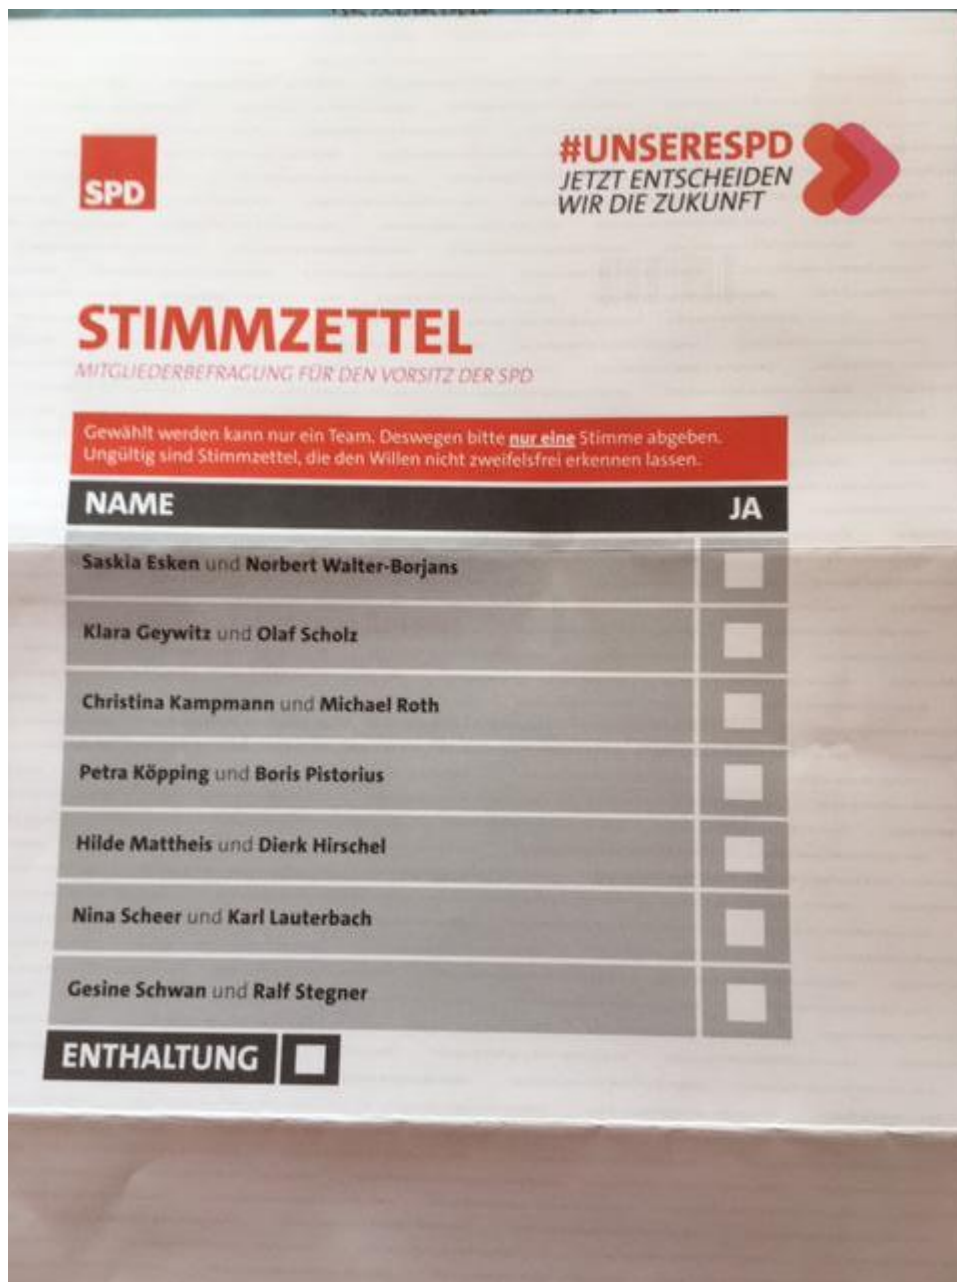 SPD
#UNSERESPD
JETZT ENTSCHEIDEN
WIR DIE ZUKUNFT
STIMMZETTEL
MITGLIEDERBEFRAGUNG FÜR DEN VORSITZ DER SPD
Gewählt werden kann nur ein Team. Deswegen bitte nur eine Stimme abgeben.
Ungültig sind Stimmzettel, die den Willen nicht zweifelsfrei erkennen lassen.
NAME JA
Saskia Esken und Norbert Walter-Borjans
Klara Geywitz und Olaf Scholz
Christina Kampmann und Michael Roth
Petra Köpping und Boris Pistorius
Hilde Mattheis und Dierk Hirschel
Nina Scheer und Karl Lauterbach
Gesine Schwan und Ralf Stegner
ENTHALTUNG